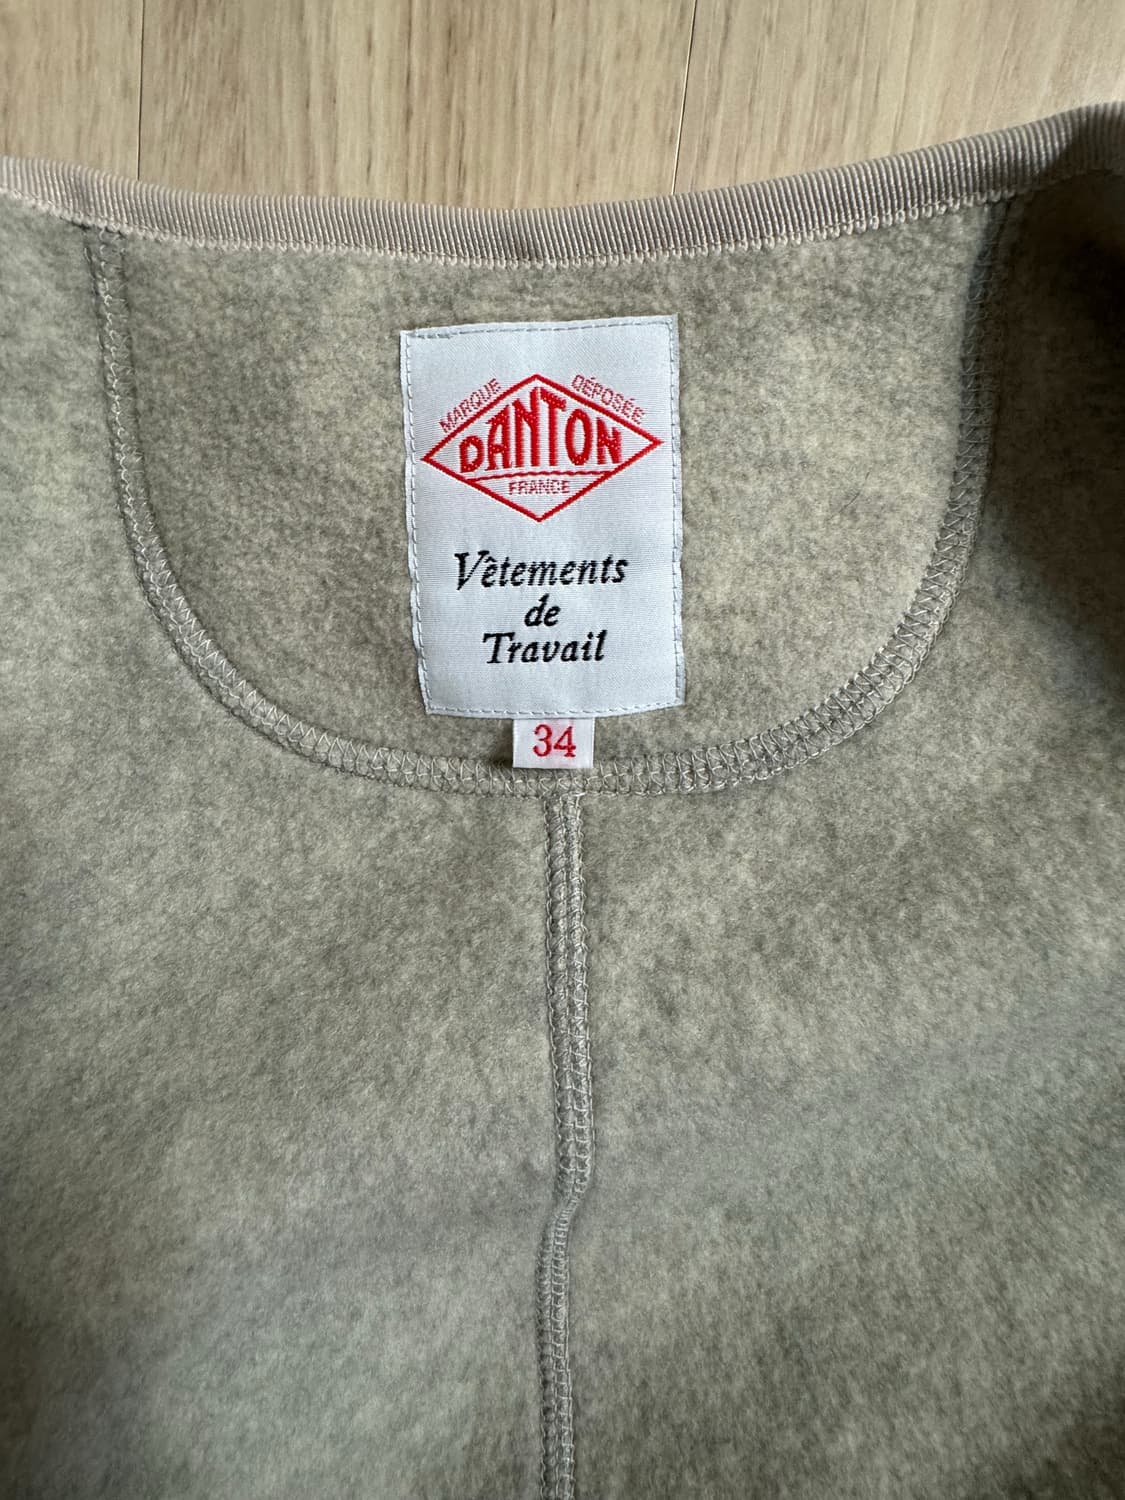 MARQUE DÉPOSÉE
DANTON
FRANCE
Vêtements
de
Travail
34